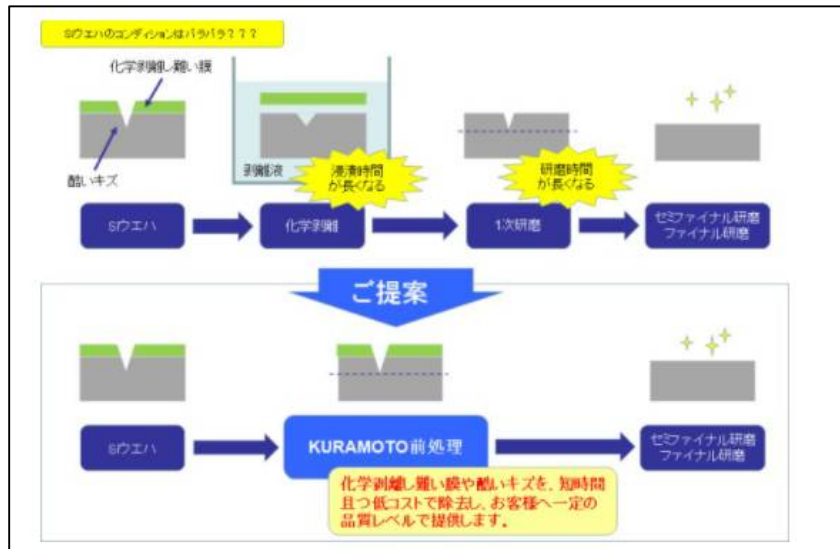 Siウエハのコンディションはバラバラ???
化学剥離し難い膜
酷いキズ
剥離液
浸漬時間
が長くなる
研磨時間
が長くなる
Siウエハ
化学剥離
1次研磨
セミファイナル研磨
ファイナル研磨
ご提案
Siウエハ
KURAMOTO前処理
セミファイナル研磨
ファイナル研磨
化学剥離し難い膜や酷いキズを、短時間
且つ低コストで除去し、お客様へ一定の
品質レベルで提供します。